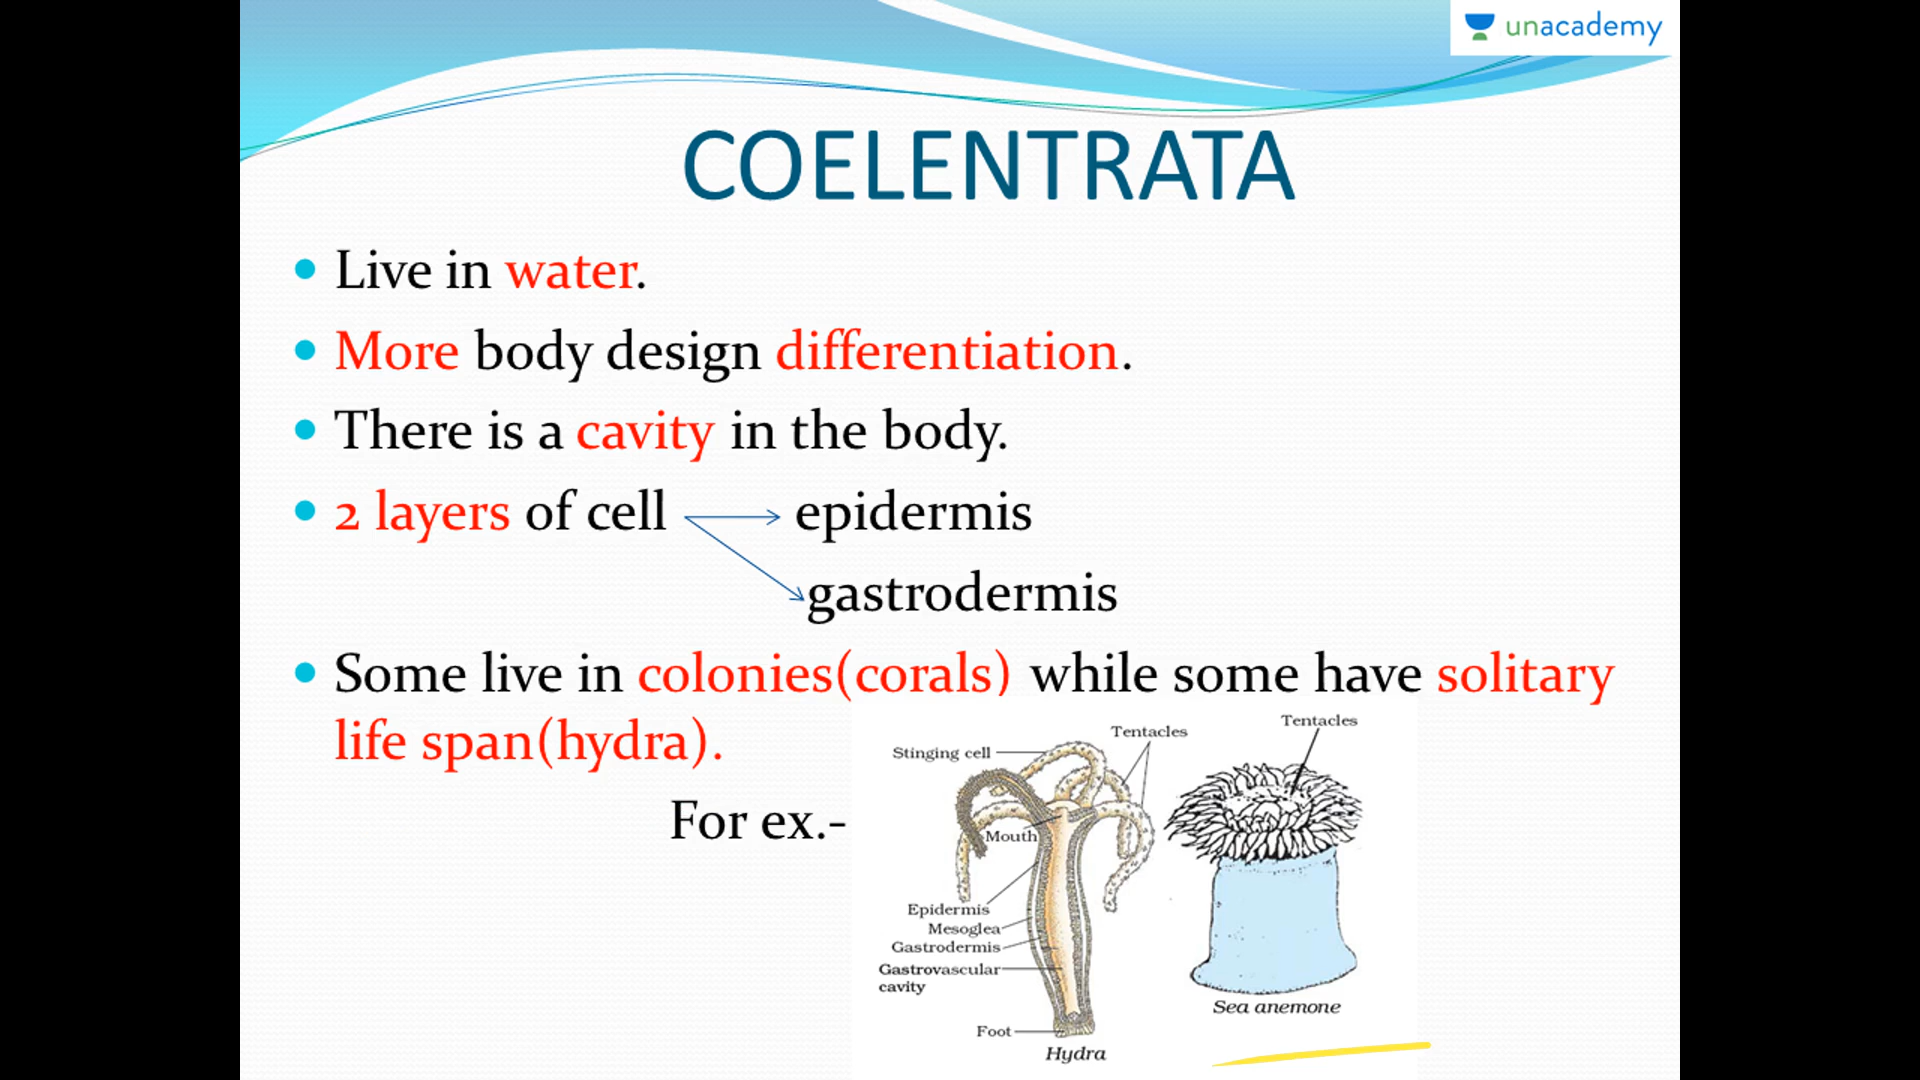 unacademy
COELENTRATA
Live in water.
More body design differentiation.
There is a cavity in the body.
2 layers of cell epidermis
gastrodermis
Some live in colonies(corals) while some have solitary
life span(hydra).
For ex.-
Stinging cell
Tentacles
Mouth
Epidermis
Mesoglea
Gastrodermis
Gastrovascular
cavity
Foot
Hydra
Tentacles
Sea anemone